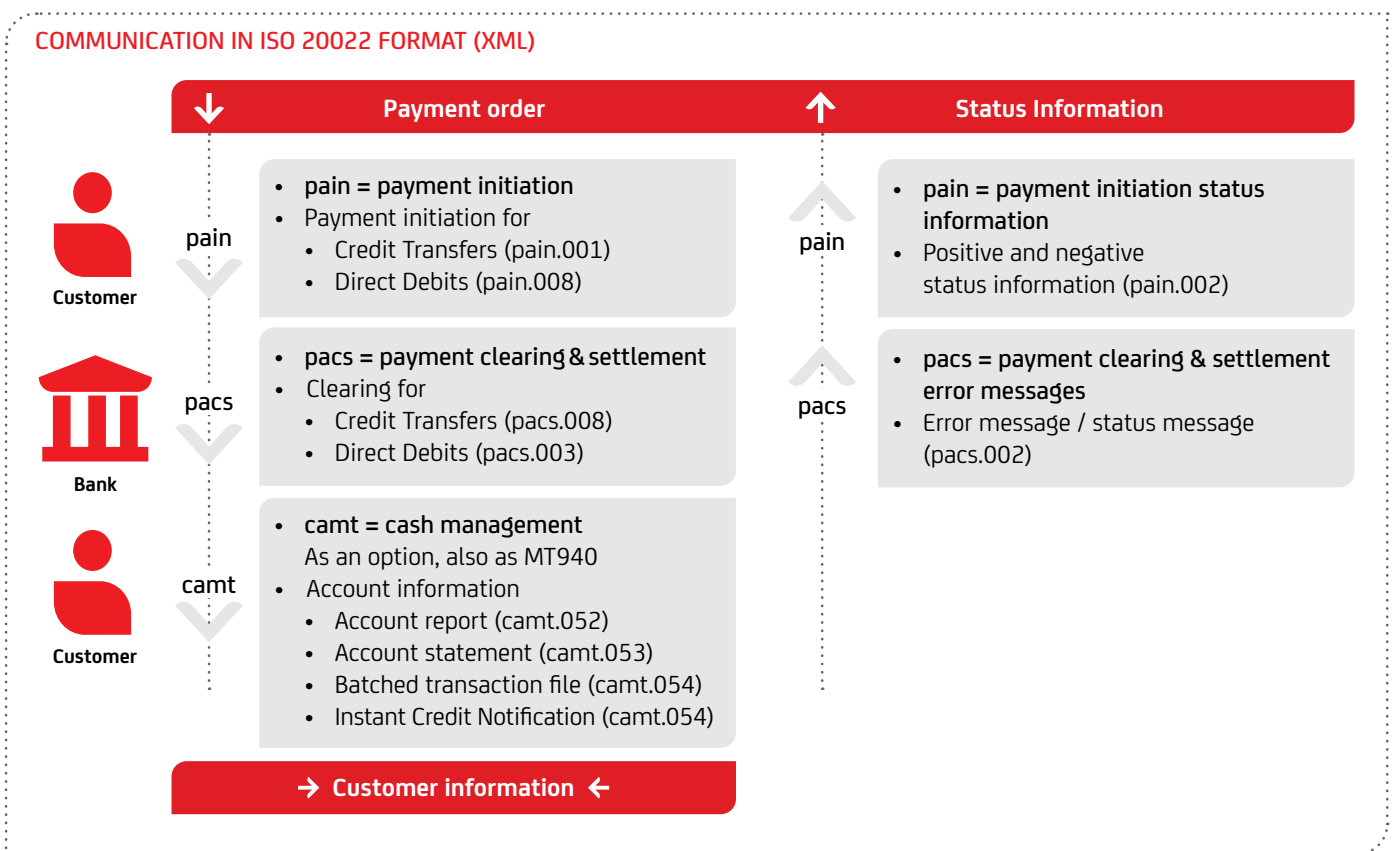 COMMUNICATION IN ISO 20022 FORMAT (XML)
Payment order
Status Information
Customer
pain
• pain = payment initiation
• Payment initiation for
• Credit Transfers (pain.001)
• Direct Debits (pain.008)
pain
• pain = payment initiation status
information
• Positive and negative
status information (pain.002)
Bank
pacs
• pacs = payment clearing & settlement
• Clearing for
• Credit Transfers (pacs.008)
• Direct Debits (pacs.003)
pacs
• pacs = payment clearing & settlement
error messages
• Error message / status message
(pacs.002)
Customer
camt
• camt = cash management
As an option, also as MT940
• Account information
• Account report (camt.052)
• Account statement (camt.053)
• Batched transaction file (camt.054)
• Instant Credit Notification (camt.054)
→ Customer information ←